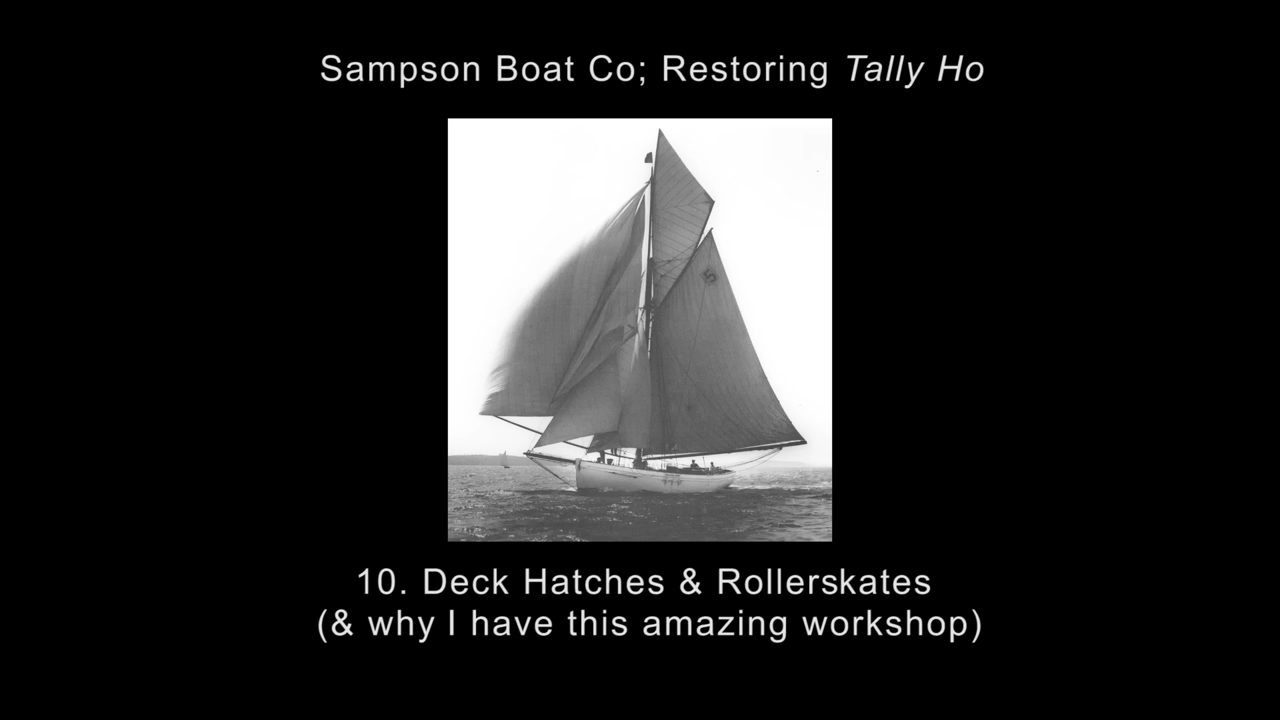 Sampson Boat Co; Restoring Tally Ho
10. Deck Hatches & Rollerskates
(& why I have this amazing workshop)